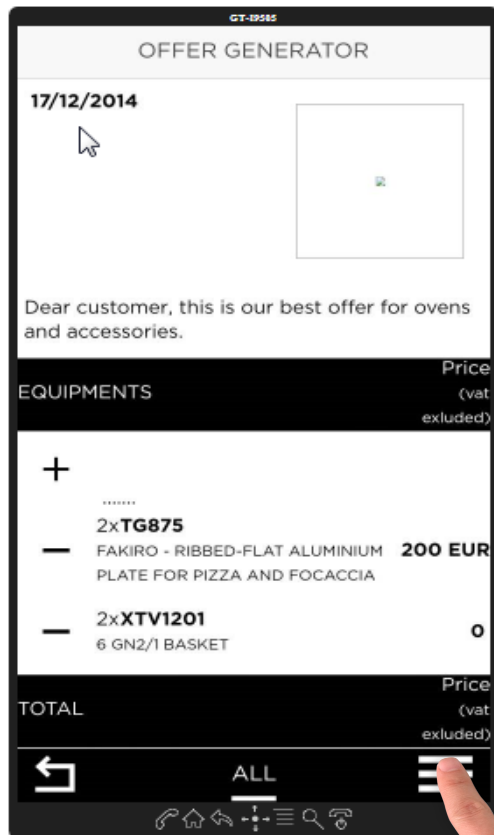 GT-I9505
OFFER GENERATOR
17/12/2014
Dear customer, this is our best offer for ovens
and accessories.
Price
EQUIPMENTS (vat
exluded)
+
.......
2xTG875
— FAKIRO - RIBBED-FLAT ALUMINIUM 200 EUR
PLATE FOR PIZZA AND FOCACCIA
2xXTV1201
— 0
6 GN2/1 BASKET
Price
TOTAL (vat
exluded)
ALL